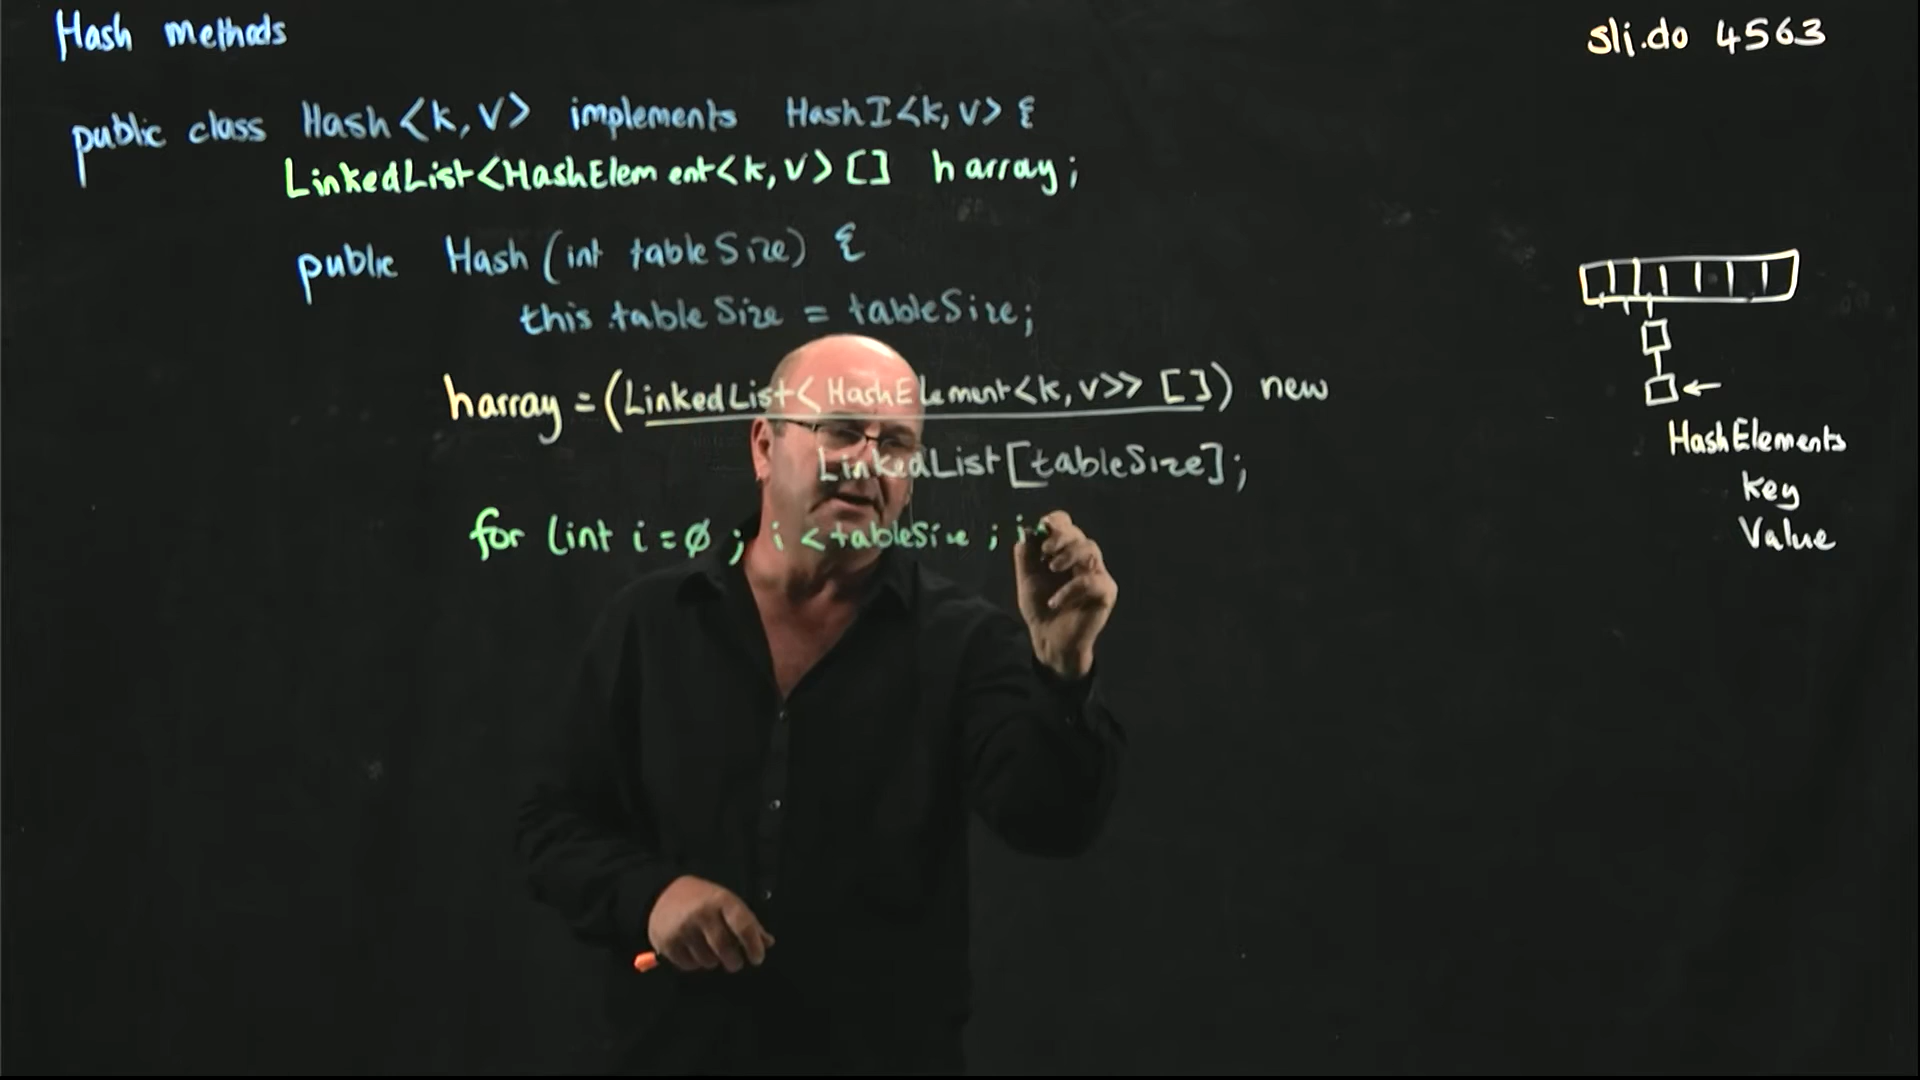 Hash methods
sli.do 4563
public class Hash<k,V> implements HashI<k,V> {
LinkedList<HashElement<k,V>[] harray;
public Hash(int tableSize) {
this.tableSize = tableSize;
harray = (LinkedList<HashElement<k,V>>[]) new
LinkedList[tableSize];
for (int i=0; i<tableSize; i+
HashElements
key
Value